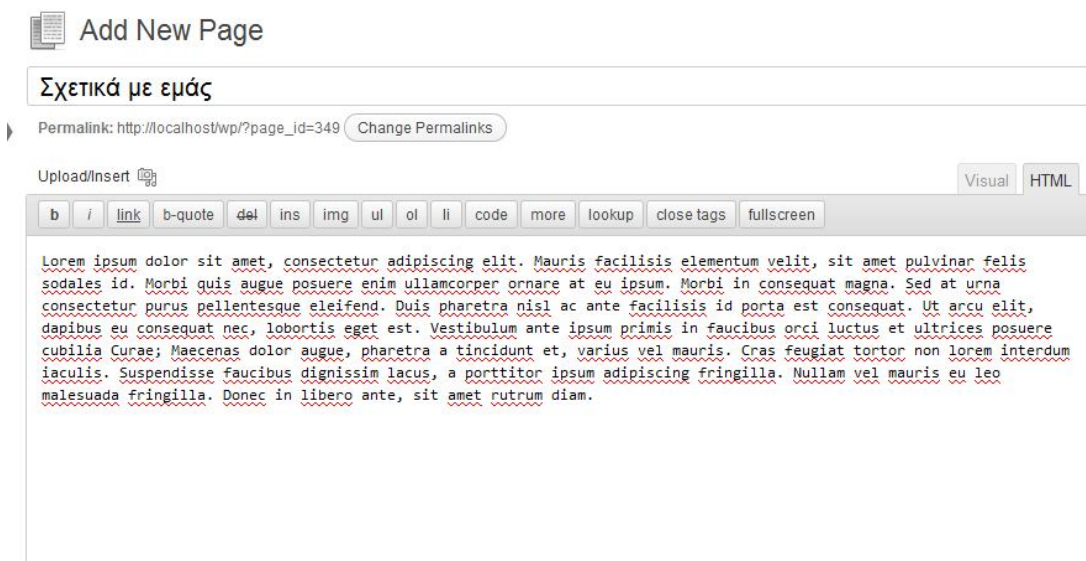 Add New Page
Σχετικά με εμάς
Permalink: http://localhost/wp/?page_id=349 Change Permalinks
Upload/Insert
Visual HTML
b i link b-quote del ins img ul ol li code more lookup close tags fullscreen
Lorem ipsum dolor sit amet, consectetur adipiscing elit. Mauris facilisis elementum velit, sit amet pulvinar felis
sodales id. Morbi quis augue posuere enim ullamcorper ornare at eu ipsum. Morbi in consequat magna. Sed at urna
consectetur purus pellentesque eleifend. Duis pharetra nisl ac ante facilisis id porta est consequat. Ut arcu elit,
dapibus eu consequat nec, lobortis eget est. Vestibulum ante ipsum primis in faucibus orci luctus et ultrices posuere
cubilia Curae; Maecenas dolor augue, pharetra a tincidunt et, varius vel mauris. Cras feugiat tortor non lorem interdum
iaculis. Suspendisse faucibus dignissim lacus, a porttitor ipsum adipiscing fringilla. Nullam vel mauris eu leo
malesuada fringilla. Donec in libero ante, sit amet rutrum diam.